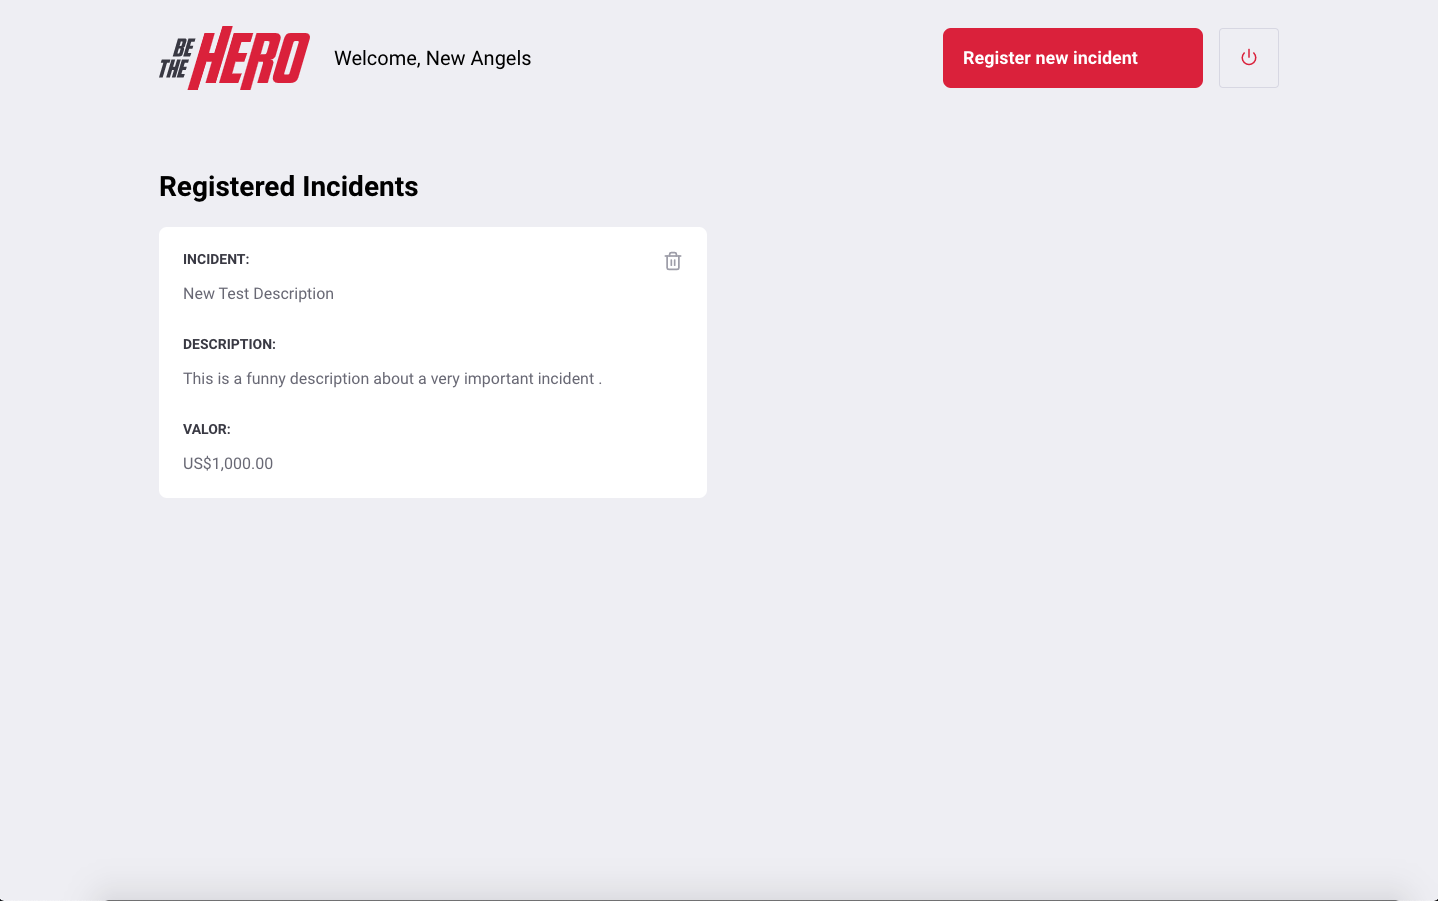 BE
THE HERO
Welcome, New Angels
Register new incident
Registered Incidents
INCIDENT:
New Test Description
DESCRIPTION:
This is a funny description about a very important incident .
VALOR:
US$1,000.00